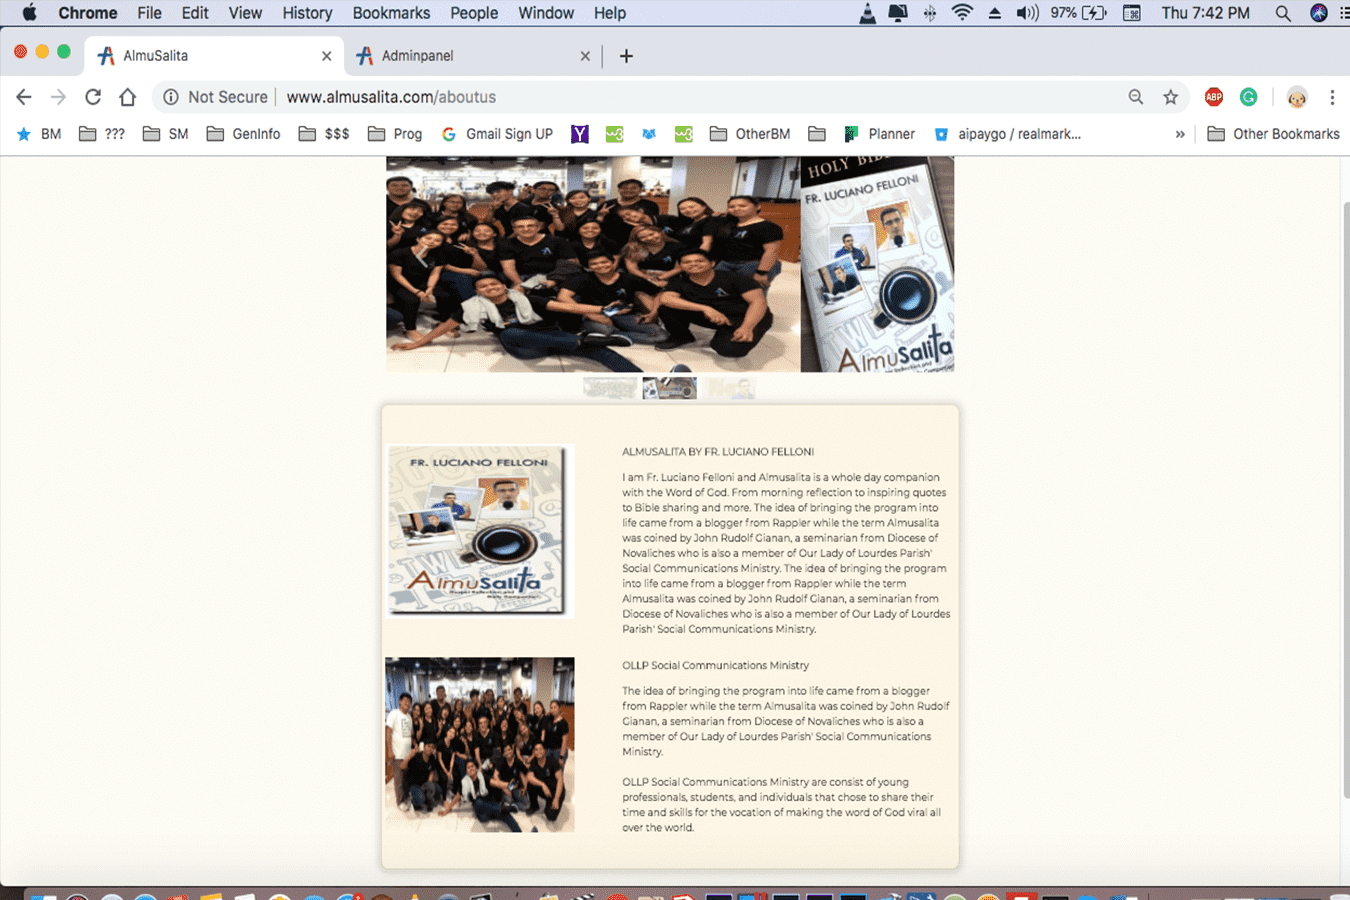 Chrome File Edit View History Bookmarks People Window Help 97% Thu 7:42 PM
AlmuSalita Adminpanel
Not Secure www.almusalita.com/aboutus ABP
BM ??? SM GenInfo $$$ Prog Gmail Sign UP OtherBM Planner aipaygo / realmark... » Other Bookmarks
HOLY
FR. LUCIANO FELLONI
AlmuSalita
FR. LUCIANO FELLONI
AlmuSalita
Gospel Reflection and
Daily Companion
ALMUSALITA BY FR. LUCIANO FELLONI
I am Fr. Luciano Felloni and Almusalita is a whole day companion
with the Word of God. From morning reflection to inspiring quotes
to Bible sharing and more. The idea of bringing the program into
life came from a blogger from Rappler while the term Almusalita
was coined by John Rudolf Gianan, a seminarian from Diocese of
Novaliches who is also a member of Our Lady of Lourdes Parish'
Social Communications Ministry. The idea of bringing the program
into life came from a blogger from Rappler while the term
Almusalita was coined by John Rudolf Gianan, a seminarian from
Diocese of Novaliches who is also a member of Our Lady of Lourdes
Parish' Social Communications Ministry.
OLLP Social Communications Ministry
The idea of bringing the program into life came from a blogger
from Rappler while the term Almusalita was coined by John Rudolf
Gianan, a seminarian from Diocese of Novaliches who is also a
member of Our Lady of Lourdes Parish' Social Communications
Ministry.
OLLP Social Communications Ministry are consist of young
professionals, students, and individuals that chose to share their
time and skills for the vocation of making the word of God viral all
over the world.